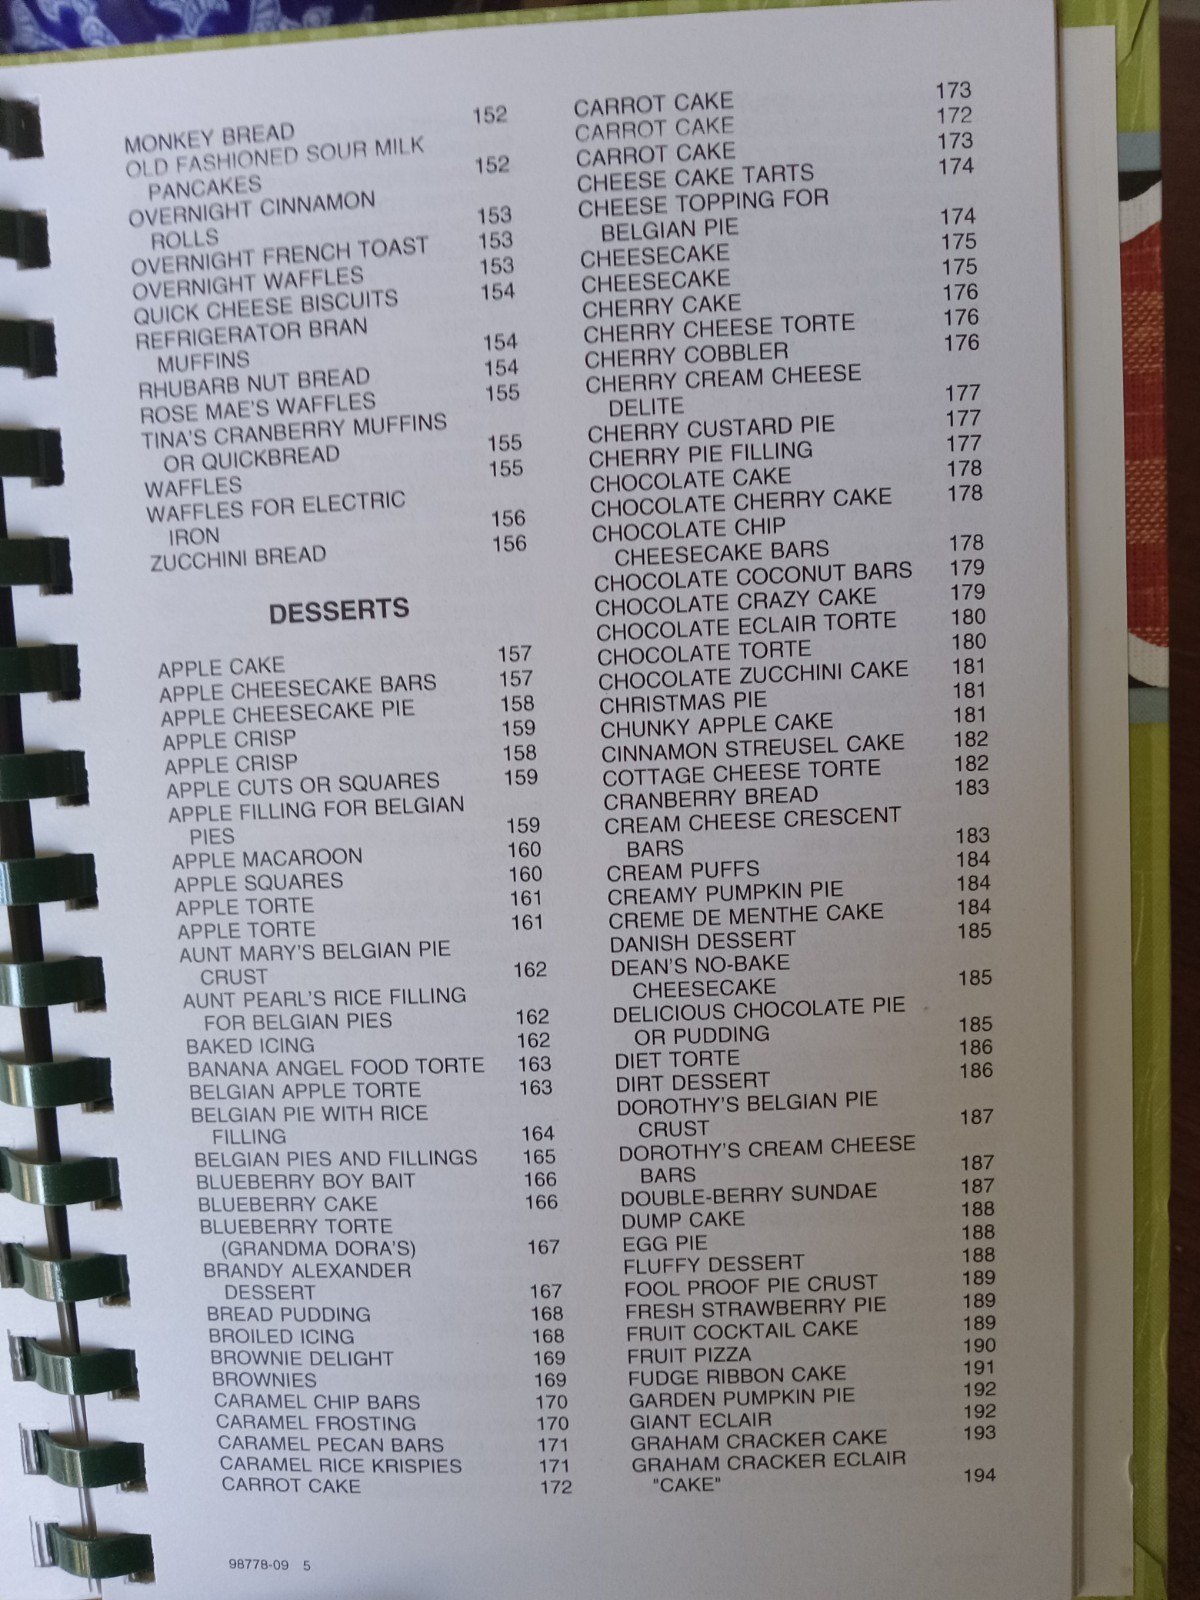 MONKEY BREAD 152
OLD FASHIONED SOUR MILK
PANCAKES 152
OVERNIGHT CINNAMON
ROLLS 153
OVERNIGHT FRENCH TOAST 153
OVERNIGHT WAFFLES 153
QUICK CHEESE BISCUITS 154
REFRIGERATOR BRAN
MUFFINS 154
RHUBARB NUT BREAD 154
ROSE MAE'S WAFFLES 155
TINA'S CRANBERRY MUFFINS
OR QUICKBREAD 155
WAFFLES 155
WAFFLES FOR ELECTRIC
IRON 156
ZUCCHINI BREAD 156
DESSERTS
APPLE CAKE 157
APPLE CHEESECAKE BARS 157
APPLE CHEESECAKE PIE 158
APPLE CRISP 159
APPLE CRISP 158
APPLE CUTS OR SQUARES 159
APPLE FILLING FOR BELGIAN
PIES 159
APPLE MACAROON 160
APPLE SQUARES 160
APPLE TORTE 161
APPLE TORTE 161
AUNT MARY'S BELGIAN PIE
CRUST 162
AUNT PEARL'S RICE FILLING
FOR BELGIAN PIES 162
BAKED ICING 162
BANANA ANGEL FOOD TORTE 163
BELGIAN APPLE TORTE 163
BELGIAN PIE WITH RICE
FILLING 164
BELGIAN PIES AND FILLINGS 165
BLUEBERRY BOY BAIT 166
BLUEBERRY CAKE 166
BLUEBERRY TORTE
(GRANDMA DORA'S) 167
BRANDY ALEXANDER
DESSERT 167
BREAD PUDDING 168
BROILED ICING 168
BROWNIE DELIGHT 169
BROWNIES 169
CARAMEL CHIP BARS 170
CARAMEL FROSTING 170
CARAMEL PECAN BARS 171
CARAMEL RICE KRISPIES 171
CARROT CAKE 172
CARROT CAKE 173
CARROT CAKE 172
CARROT CAKE 173
CHEESE CAKE TARTS 174
CHEESE TOPPING FOR
BELGIAN PIE 174
CHEESECAKE 175
CHEESECAKE 175
CHERRY CAKE 176
CHERRY CHEESE TORTE 176
CHERRY COBBLER 176
CHERRY CREAM CHEESE
DELITE 177
CHERRY CUSTARD PIE 177
CHERRY PIE FILLING 177
CHOCOLATE CAKE 178
CHOCOLATE CHERRY CAKE 178
CHOCOLATE CHIP
CHEESECAKE BARS 178
CHOCOLATE COCONUT BARS 179
CHOCOLATE CRAZY CAKE 179
CHOCOLATE ECLAIR TORTE 180
CHOCOLATE TORTE 180
CHOCOLATE ZUCCHINI CAKE 181
CHRISTMAS PIE 181
CHUNKY APPLE CAKE 181
CINNAMON STREUSEL CAKE 182
COTTAGE CHEESE TORTE 182
CRANBERRY BREAD 183
CREAM CHEESE CRESCENT
BARS 183
CREAM PUFFS 184
CREAMY PUMPKIN PIE 184
CREME DE MENTHE CAKE 184
DANISH DESSERT 185
DEAN'S NO-BAKE
CHEESECAKE 185
DELICIOUS CHOCOLATE PIE
OR PUDDING 185
DIET TORTE 186
DIRT DESSERT 186
DOROTHY'S BELGIAN PIE
CRUST 187
DOROTHY'S CREAM CHEESE
BARS 187
DOUBLE-BERRY SUNDAE 187
DUMP CAKE 188
EGG PIE 188
FLUFFY DESSERT 188
FOOL PROOF PIE CRUST 189
FRESH STRAWBERRY PIE 189
FRUIT COCKTAIL CAKE 189
FRUIT PIZZA 190
FUDGE RIBBON CAKE 191
GARDEN PUMPKIN PIE 192
GIANT ECLAIR 192
GRAHAM CRACKER CAKE 193
GRAHAM CRACKER ECLAIR
"CAKE" 194
98778-09 5